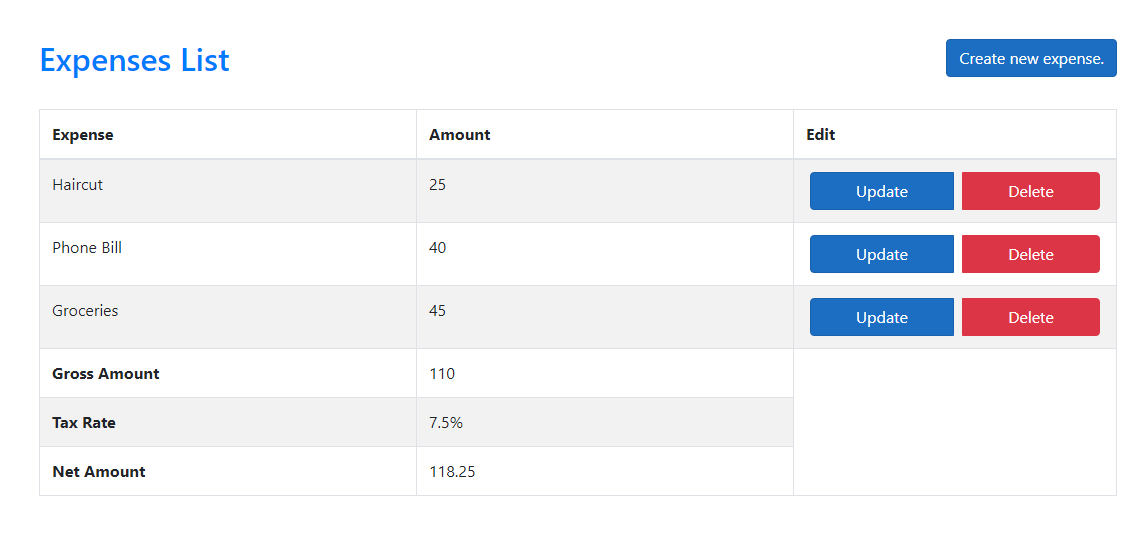 Expenses List
Create new expense.
Expense Amount Edit
Haircut 25 Update Delete
Phone Bill 40 Update Delete
Groceries 45 Update Delete
Gross Amount 110
Tax Rate 7.5%
Net Amount 118.25